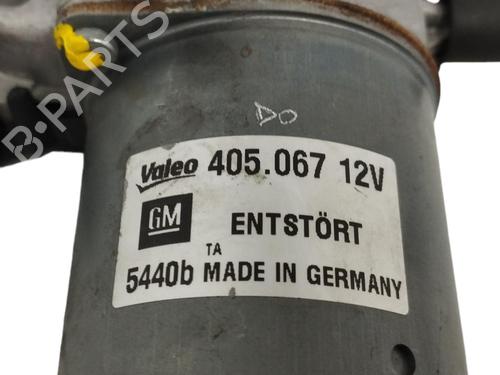 DO
Valeo 405.067 12V
GM ENTSTÖRT
TA
5440b MADE IN GERMANY
B-PARTS